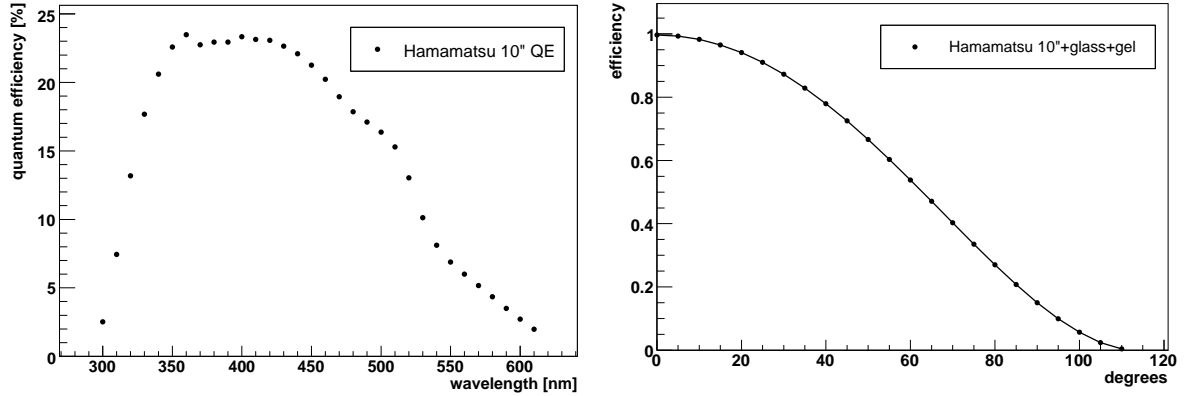 quantum efficiency [%]
25
20
15
10
5
0
Hamamatsu 10" QE
300 350 400 450 500 550 600
wavelength [nm]
efficiency
1
0.8
0.6
0.4
0.2
0
Hamamatsu 10"+glass+gel
0 20 40 60 80 100 120
degrees